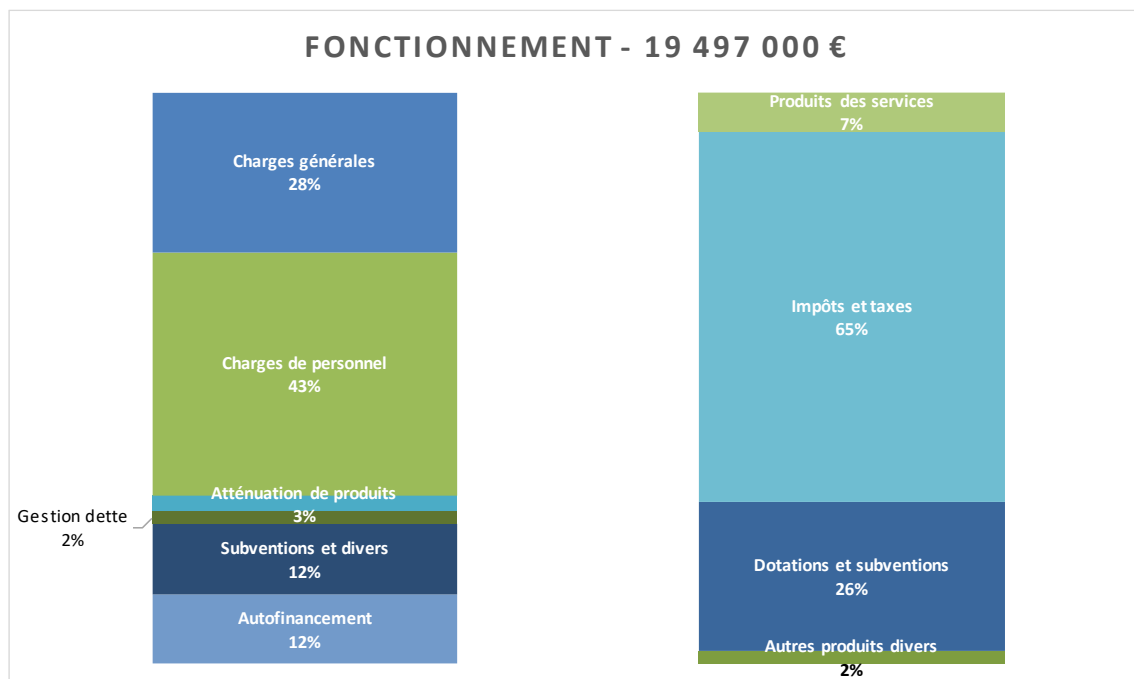 FONCTIONNEMENT - 19 497 000 €
Charges générales
28%
Charges de personnel
43%
Atténuation de produits
3%
Gestion dette
2%
Subventions et divers
12%
Autofinancement
12%
Produits des services
7%
Impôts et taxes
65%
Dotations et subventions
26%
Autres produits divers
2%